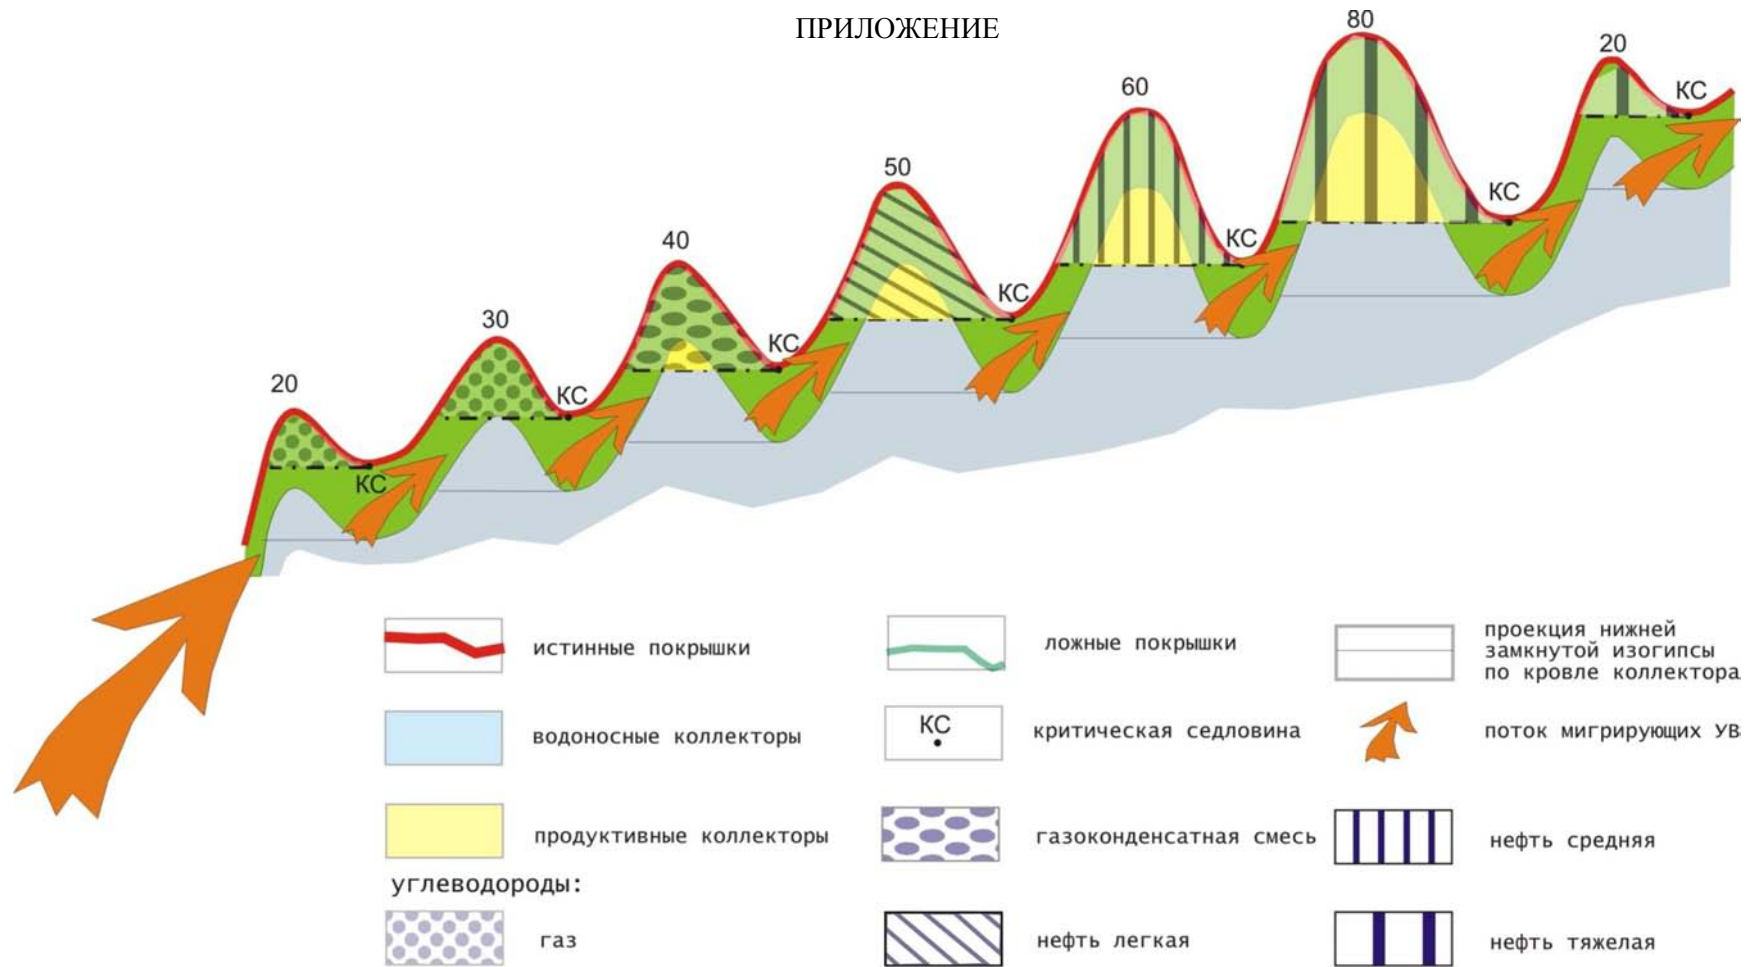 ПРИЛОЖЕНИЕ
20
30
40
50
60
80
20
КС
КС
КС
КС
КС
КС
КС
истинные покрышки
ложные покрышки
проекция нижней
замкнутой изогипсы
по кровле коллектора
водоносные коллекторы
КС
критическая седловина
поток мигрирующих УВ
продуктивные коллекторы
газоконденсатная смесь
нефть средняя
углеводороды:
газ
нефть легкая
нефть тяжелая